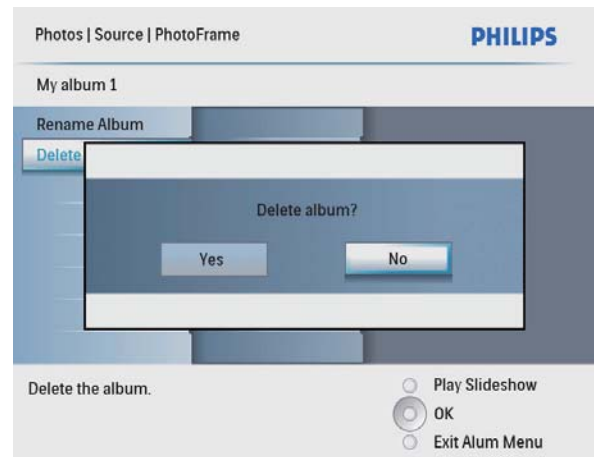 Photos | Source | PhotoFrame
PHILIPS
My album 1
Rename Album
Delete
Delete album?
Yes
No
Delete the album.
Play Slideshow
OK
Exit Alum Menu